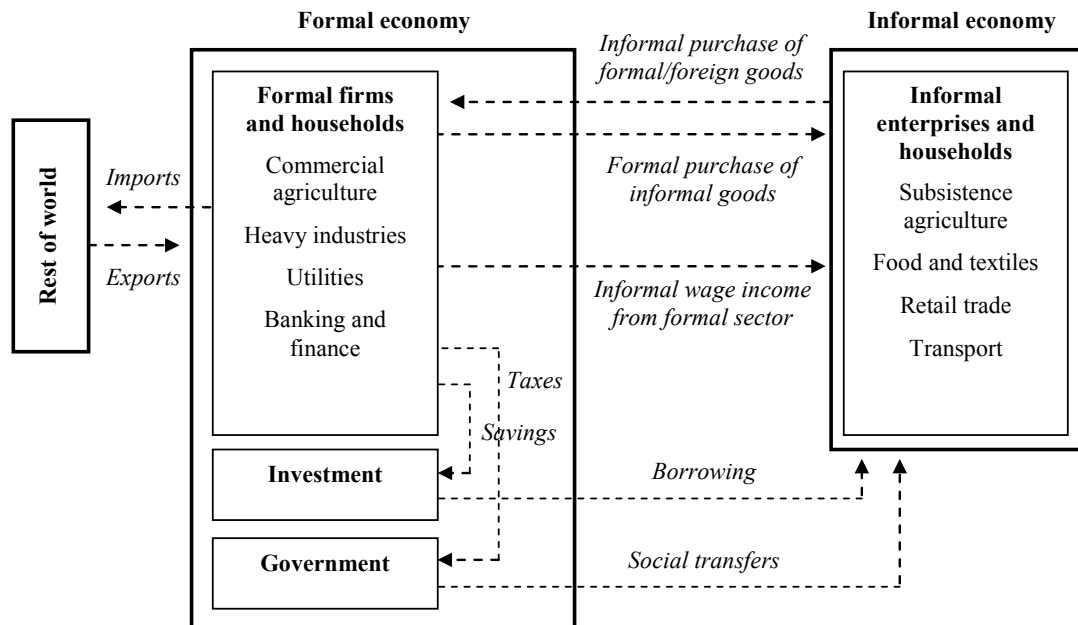 Formal economy
Informal economy
Informal purchase of
formal/foreign goods
Formal firms
and households
Commercial
agriculture
Heavy industries
Utilities
Banking and
finance
Informal
enterprises and
households
Subsistence
agriculture
Food and textiles
Retail trade
Transport
Rest of world
Imports
Exports
Formal purchase of
informal goods
Informal wage income
from formal sector
Taxes
Savings
Investment
Borrowing
Government
Social transfers